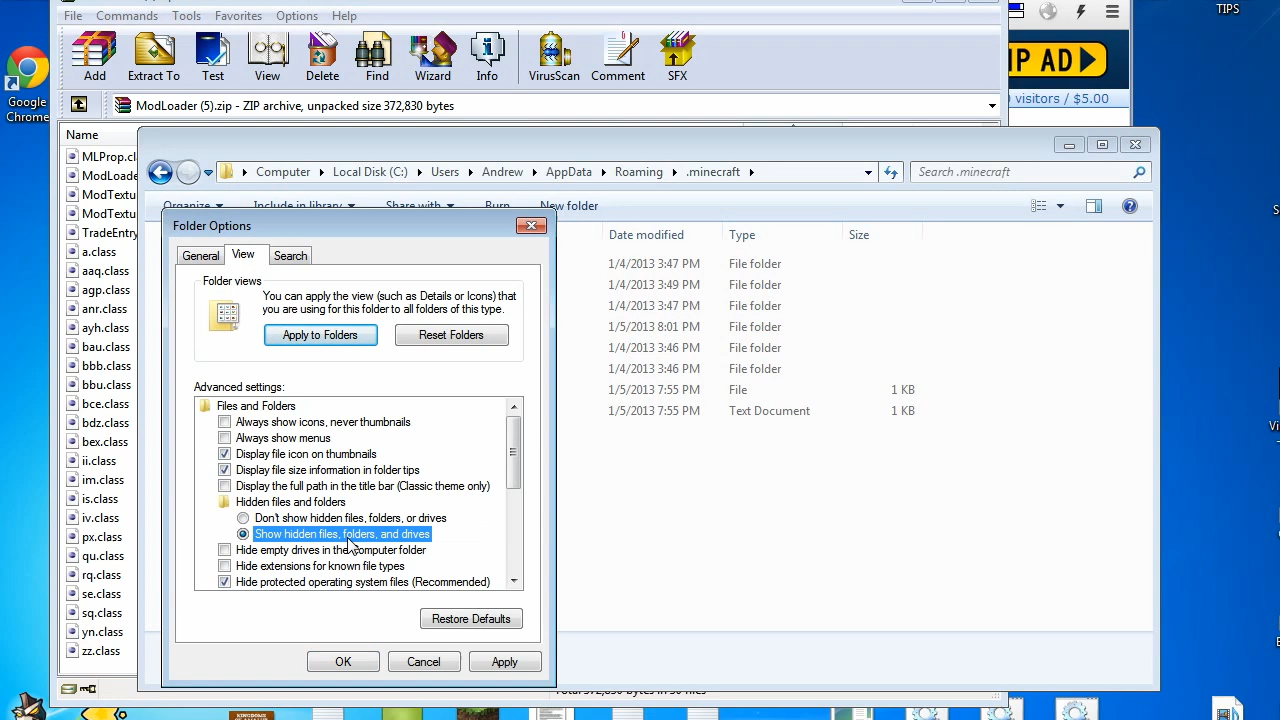 TIPS
File Commands Tools Favorites Options Help
Add Extract To Test View Delete Find Wizard Info VirusScan Comment SFX
IP AD
visitors / $5.00
Google
Chrome
ModLoader (5).zip - ZIP archive, unpacked size 372,830 bytes
Name
MLProp.cl
ModLoade
ModTextu
ModTextu
TradeEntry
a.class
aaq.class
agp.class
anr.class
ayh.class
bau.class
bbb.class
bbu.class
bce.class
bdz.class
bex.class
ii.class
im.class
is.class
iv.class
px.class
qu.class
rq.class
se.class
sq.class
yn.class
zz.class
Computer Local Disk (C:) Users Andrew AppData Roaming .minecraft
Search .minecraft
Organize Include in library Share with Burn New folder
Date modified Type Size
1/4/2013 3:47 PM File folder
1/4/2013 3:49 PM File folder
1/4/2013 3:47 PM File folder
1/5/2013 8:01 PM File folder
1/4/2013 3:46 PM File folder
1/4/2013 3:46 PM File folder
1/5/2013 7:55 PM File 1 KB
1/5/2013 7:55 PM Text Document 1 KB
Folder Options
General View Search
Folder views
You can apply the view (such as Details or Icons) that
you are using for this folder to all folders of this type.
Apply to Folders Reset Folders
Advanced settings:
Files and Folders
Always show icons, never thumbnails
Always show menus
Display file icon on thumbnails
Display file size information in folder tips
Display the full path in the title bar (Classic theme only)
Hidden files and folders
Don't show hidden files, folders, or drives
Show hidden files, folders, and drives
Hide empty drives in the Computer folder
Hide extensions for known file types
Hide protected operating system files (Recommended)
Restore Defaults
OK Cancel Apply